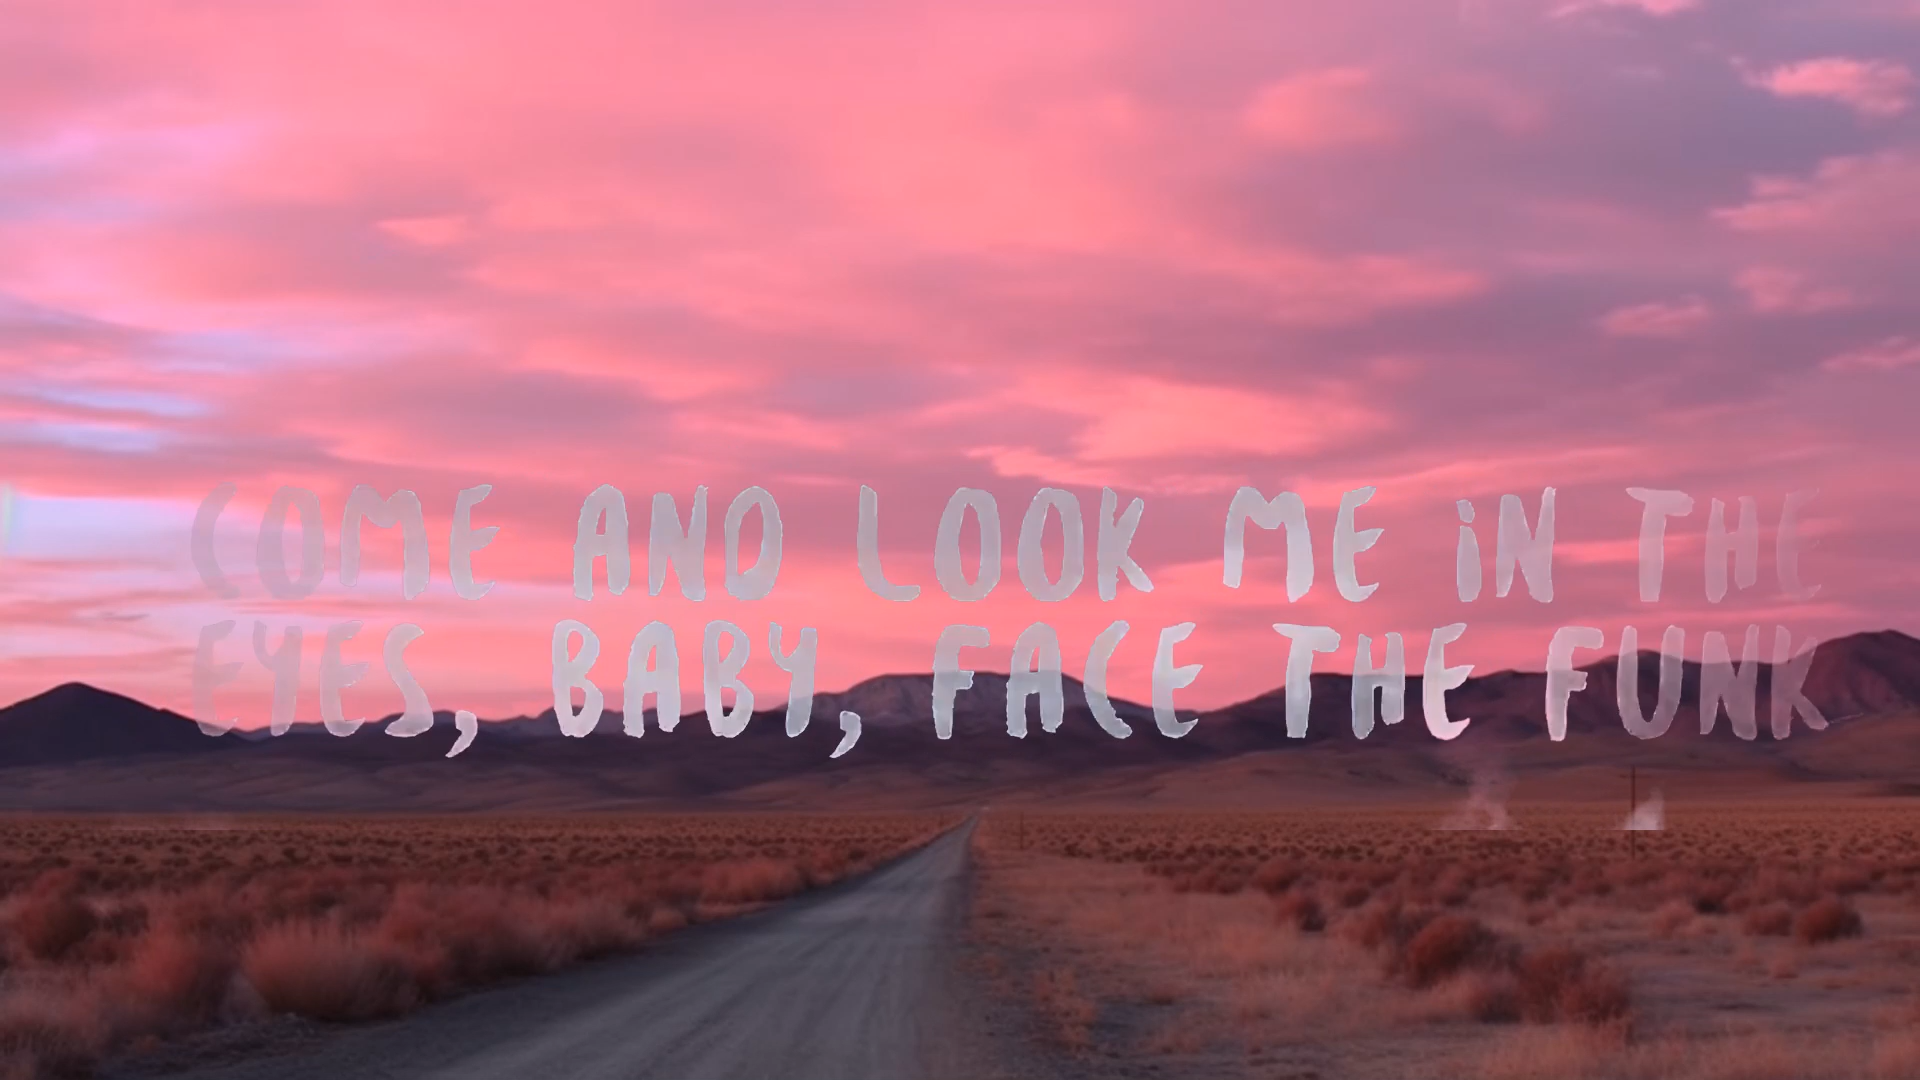 COME AND LOOK ME iN THE
EYES, BABY, FACE THE FUNK